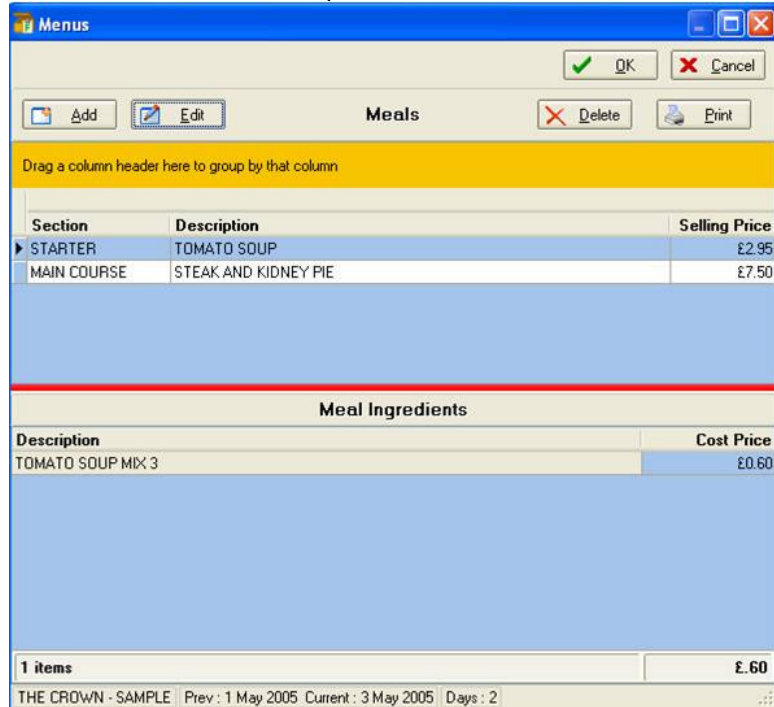 Menus
OK Cancel
Add Edit Meals Delete Print
Drag a column header here to group by that column
Section Description Selling Price
STARTER TOMATO SOUP £2.95
MAIN COURSE STEAK AND KIDNEY PIE £7.50
Meal Ingredients
Description Cost Price
TOMATO SOUP MIX 3 £0.60
1 items £.60
THE CROWN - SAMPLE Prev : 1 May 2005 Current : 3 May 2005 Days : 2